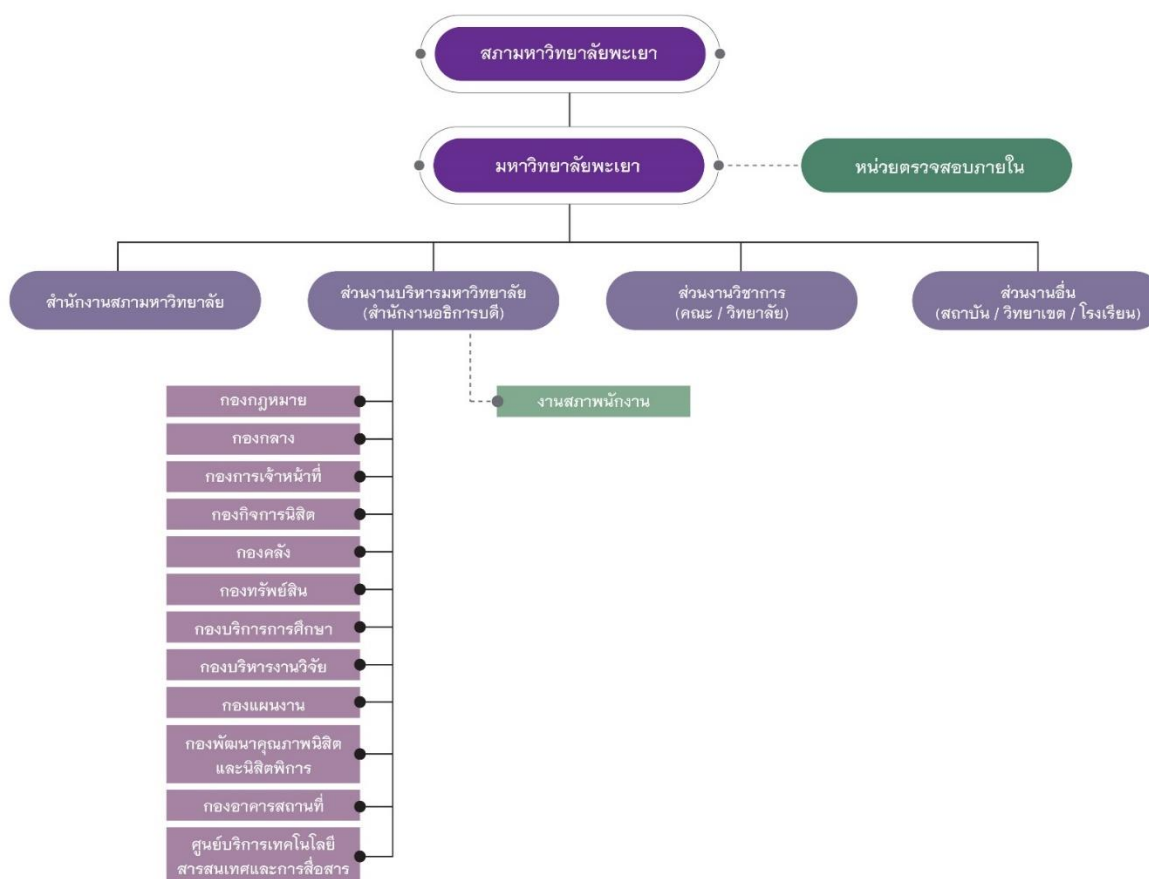 สภามหาวิทยาลัยพะเยา
มหาวิทยาลัยพะเยา
หน่วยตรวจสอบภายใน
สำนักงานสภามหาวิทยาลัย
ส่วนงานบริหารมหาวิทยาลัย
(สำนักงานอธิการบดี)
ส่วนงานวิชาการ
(คณะ / วิทยาลัย)
ส่วนงานอื่น
(สถาบัน / วิทยาเขต / โรงเรียน)
กองกฎหมาย
งานสภาพนักงาน
กองกลาง
กองการเจ้าหน้าที่
กองกิจการนิสิต
กองคลัง
กองทรัพย์สิน
กองบริการการศึกษา
กองบริหารงานวิจัย
กองแผนงาน
กองพัฒนาคุณภาพนิสิต
และนิสิตพิการ
กองอาคารสถานที่
ศูนย์บริการเทคโนโลยี
สารสนเทศและการสื่อสาร